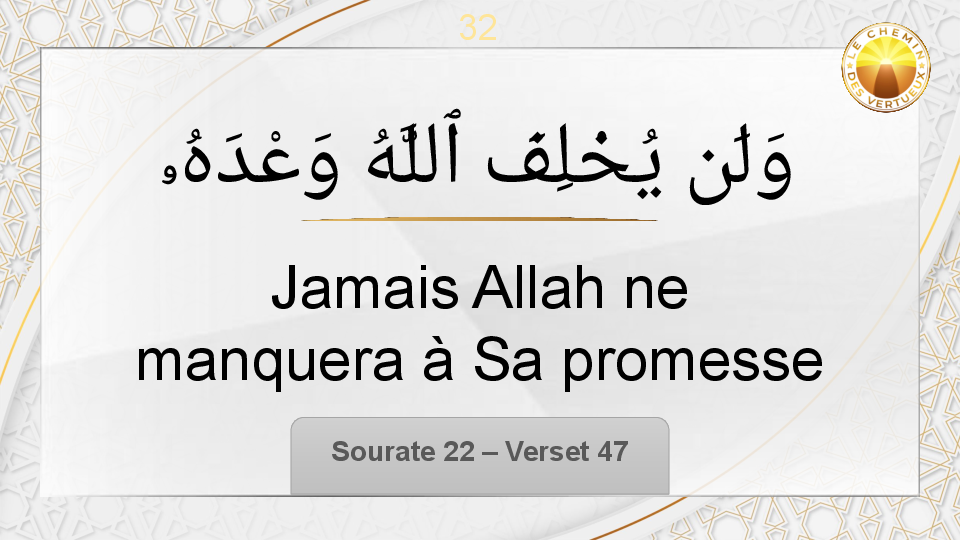 32
LE CHEMIN
DES VERTUEUX
وَلَن يُخْلِفَ ٱللَّهُ وَعْدَهُۥ
Jamais Allah ne
manquera à Sa promesse
Sourate 22 – Verset 47